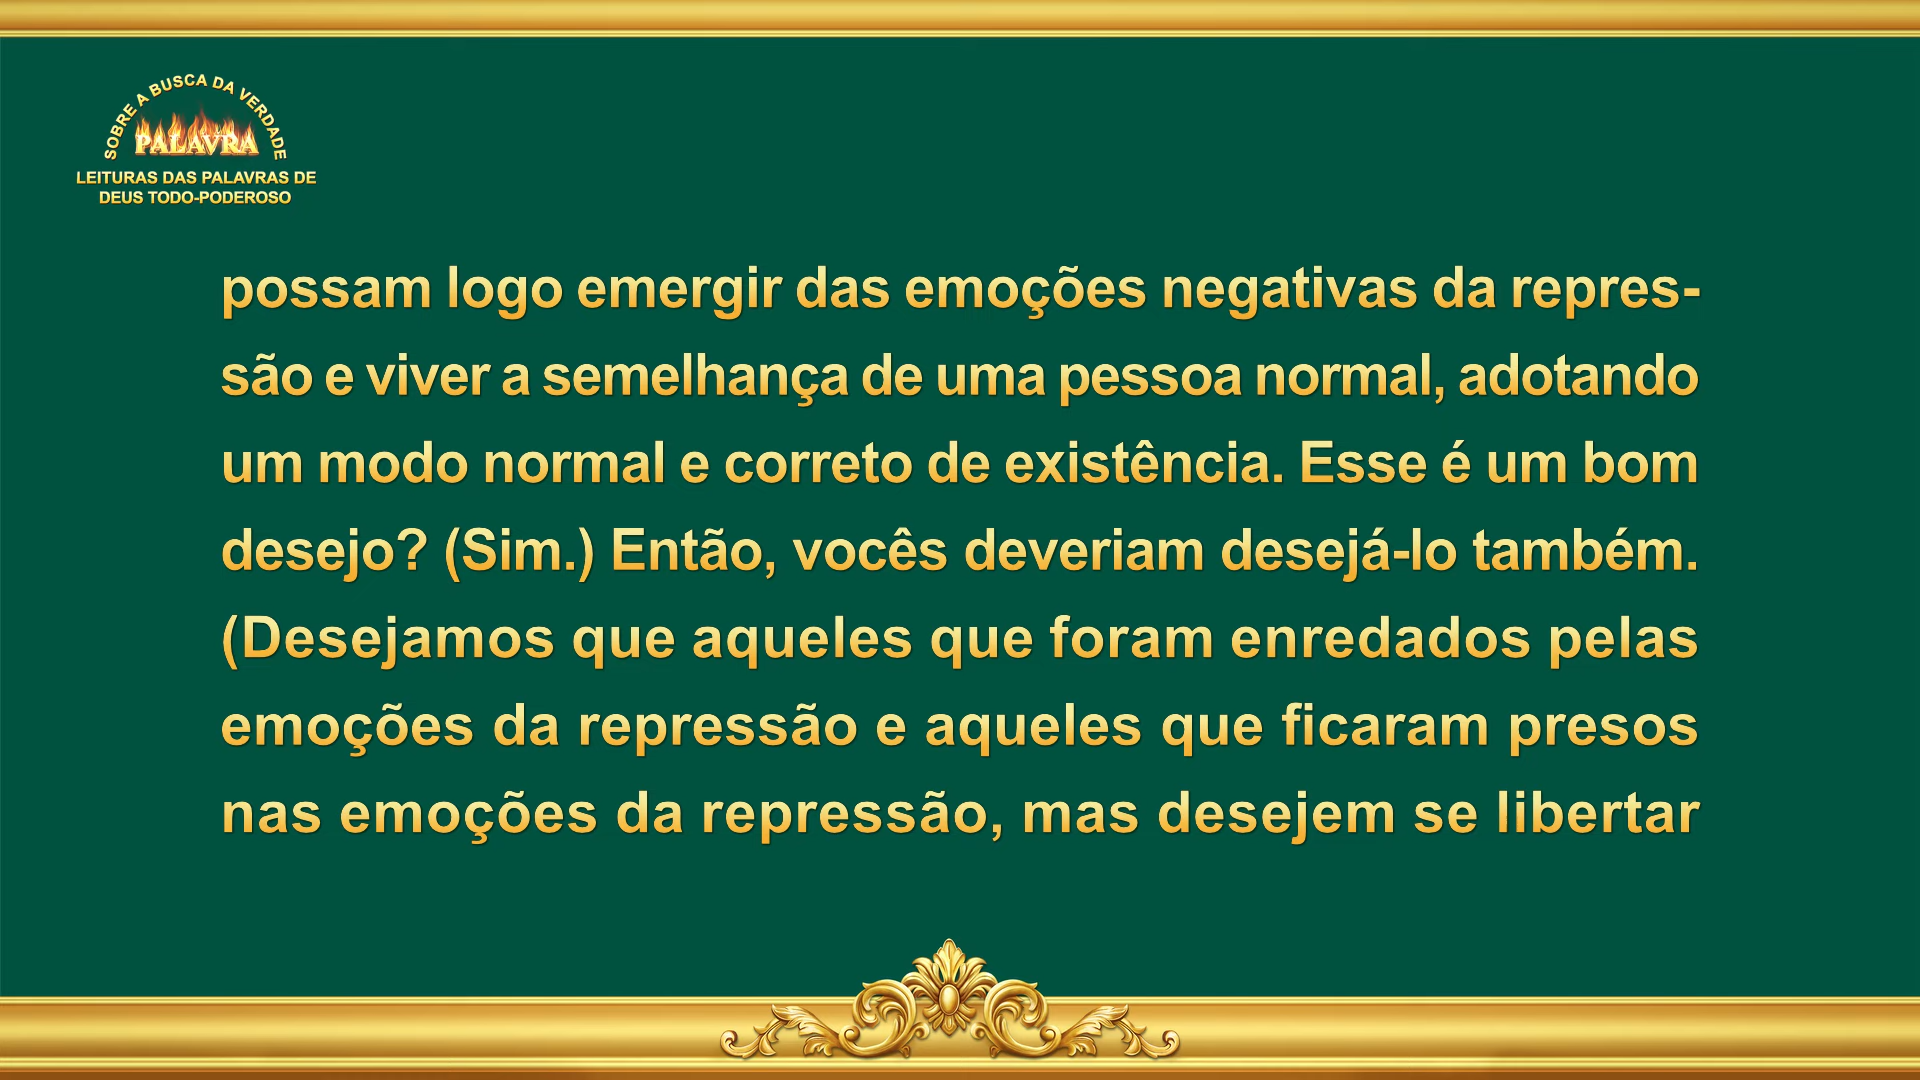 SOBRE A BUSCA DA VERDADE
PALAVRA
LEITURAS DAS PALAVRAS DE
DEUS TODO-PODEROSO
possam logo emergir das emoções negativas da repres-
são e viver a semelhança de uma pessoa normal, adotando
um modo normal e correto de existência. Esse é um bom
desejo? (Sim.) Então, vocês deveriam desejá-lo também.
(Desejamos que aqueles que foram enredados pelas
emoções da repressão e aqueles que ficaram presos
nas emoções da repressão, mas desejem se libertar